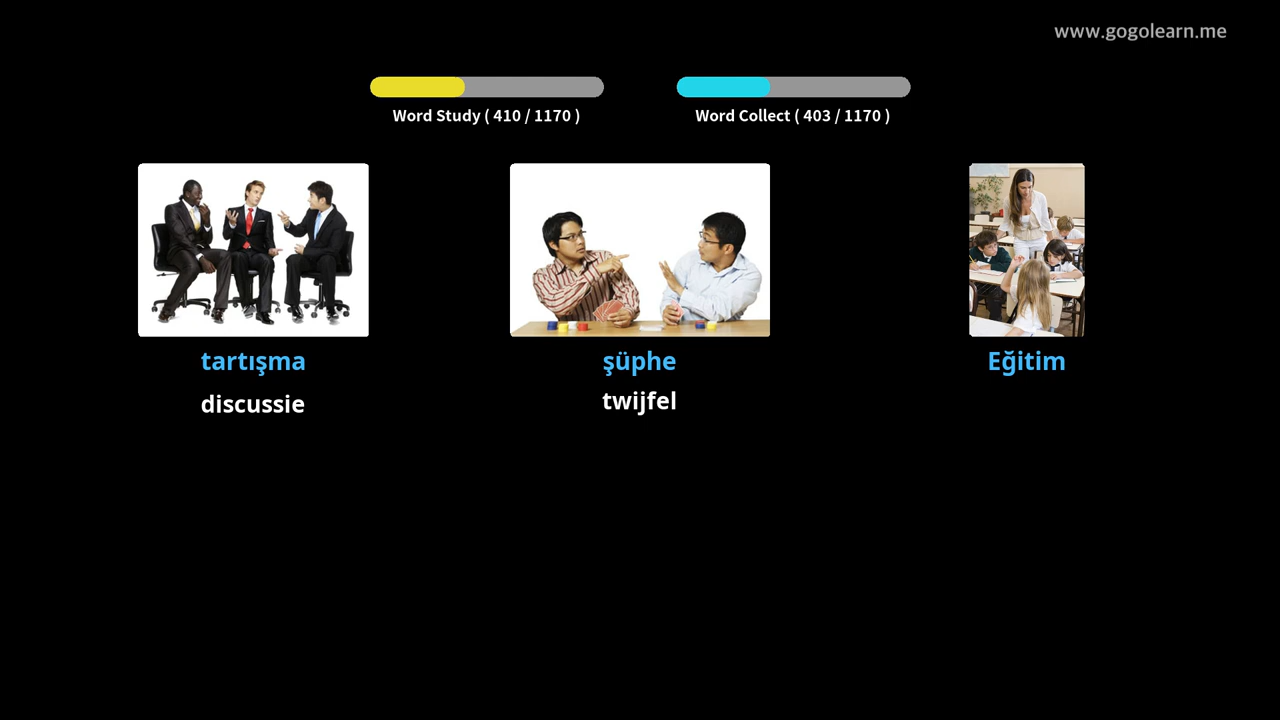 www.gogolearn.me
Word Study ( 410 / 1170 )
Word Collect ( 403 / 1170 )
tartışma
discussie
şüphe
twijfel
Eğitim